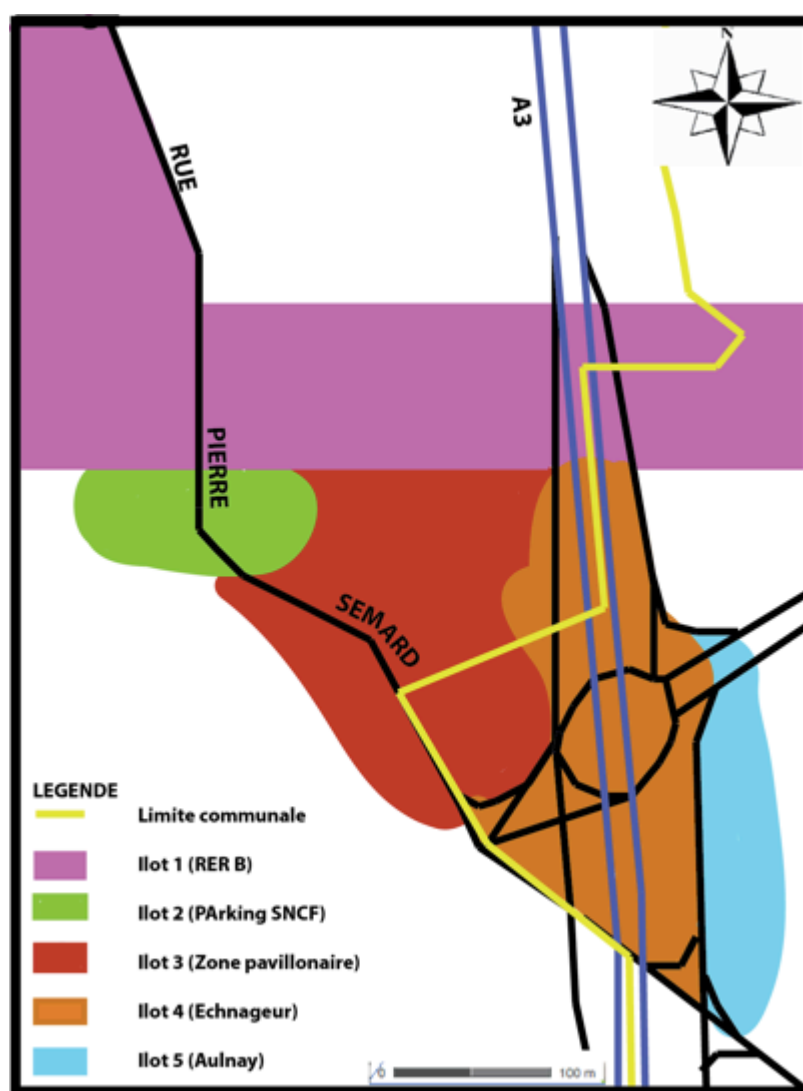 N
A3
RUE
PIERRE
SEMARD
LEGENDE
Limite communale
Ilot 1 (RER B)
Ilot 2 (PArking SNCF)
Ilot 3 (Zone pavillonaire)
Ilot 4 (Echnageur)
Ilot 5 (Aulnay)
0 100 m